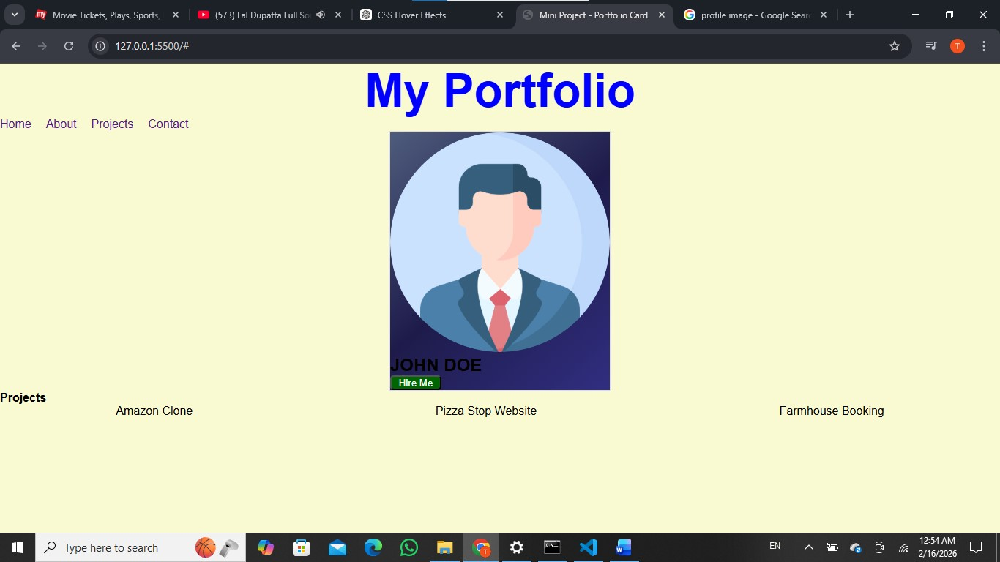 my Movie Tickets, Plays, Sports,
(573) Lal Dupatta Full So
CSS Hover Effects
Mini Project - Portfolio Card
profile image - Google Sear
127.0.0.1:5500/#
T
My Portfolio
Home About Projects Contact
JOHN DOE
Hire Me
Projects
Amazon Clone Pizza Stop Website Farmhouse Booking
Type here to search
T
W
EN
12:54 AM
2/16/2026